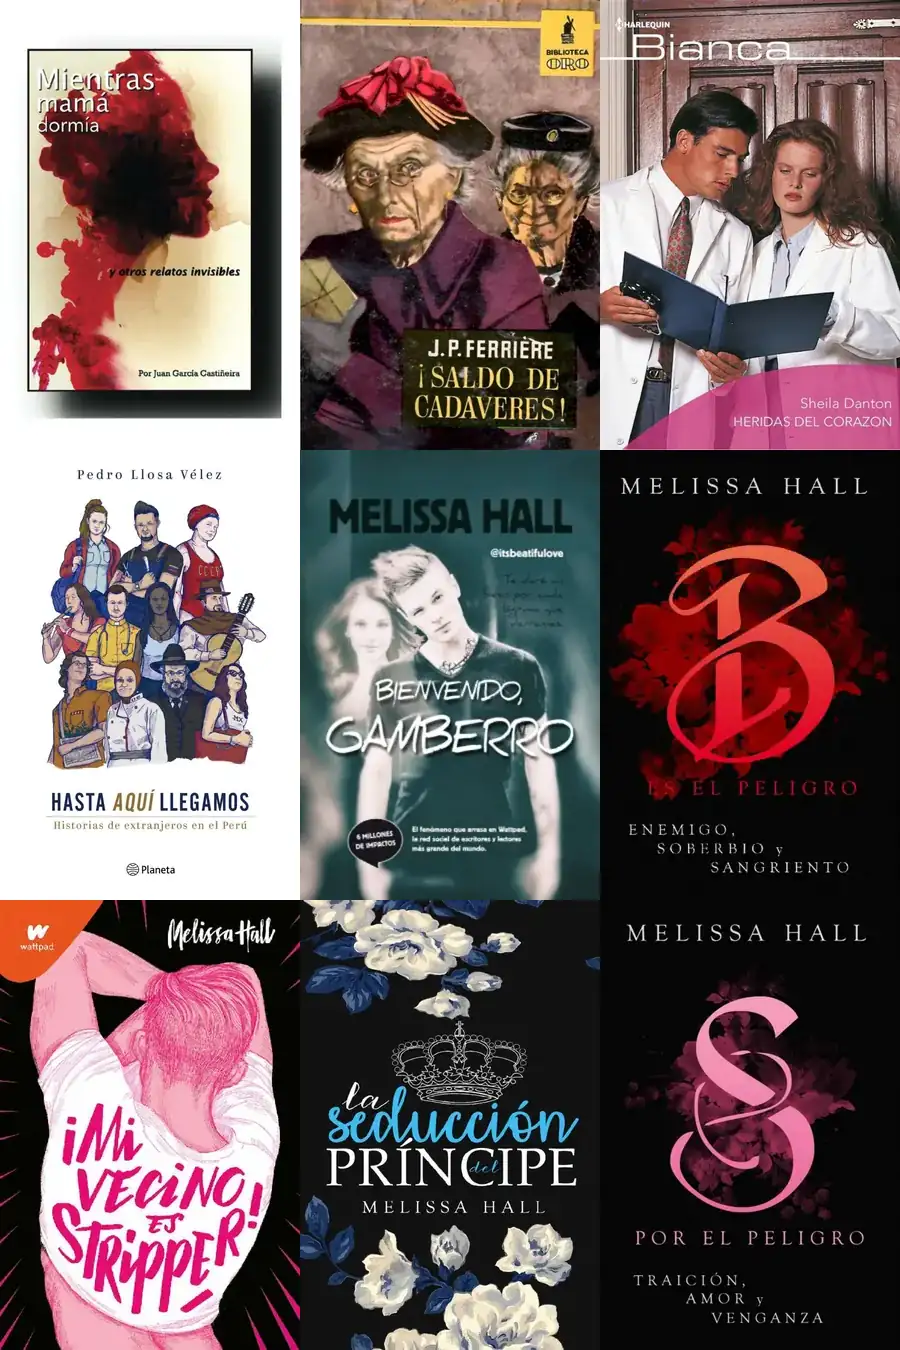 Mientras
mamá
dormía
y otros relatos invisibles
Por Juan García Castiñeira
BIBLIOTECA
ORO
J.P. FERRIÈRE
¡SALDO DE
CADAVERES!
HARLEQUIN
Bianca
Sheila Danton
HERIDAS DEL CORAZON
Pedro Llosa Vélez
CCCP
MX
HASTA AQUÍ LLEGAMOS
Historias de extranjeros en el Perú
Planeta
MELISSA HALL
@itsbeatifulove
BIENVENIDO,
GAMBERRO
6 MILLONES
DE IMPACTOS
El fenómeno que arrasa en Wattpad,
la red social de escritores y lectores
más grande del mundo.
MELISSA HALL
B
ES EL PELIGRO
ENEMIGO,
SOBERBIO y
SANGRIENTO
wattpad
Melissa Hall
¡Mi
VECINO
ES
STRIPPER!
la
seducción
del
PRÍNCIPE
MELISSA HALL
MELISSA HALL
S
POR EL PELIGRO
TRAICIÓN,
AMOR y
VENGANZA